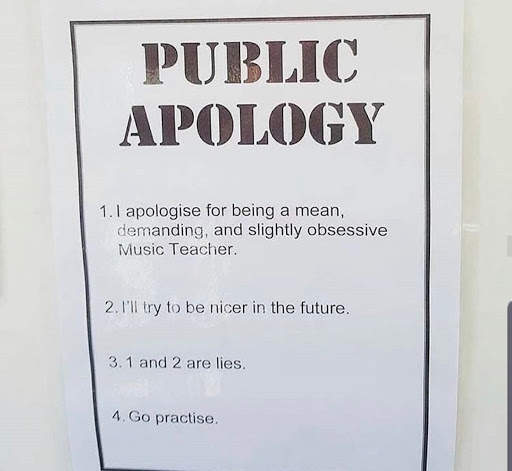 PUBLIC
APOLOGY
1. I apologise for being a mean,
demanding, and slightly obsessive
Music Teacher.
2. I'll try to be nicer in the future.
3. 1 and 2 are lies.
4. Go practise.